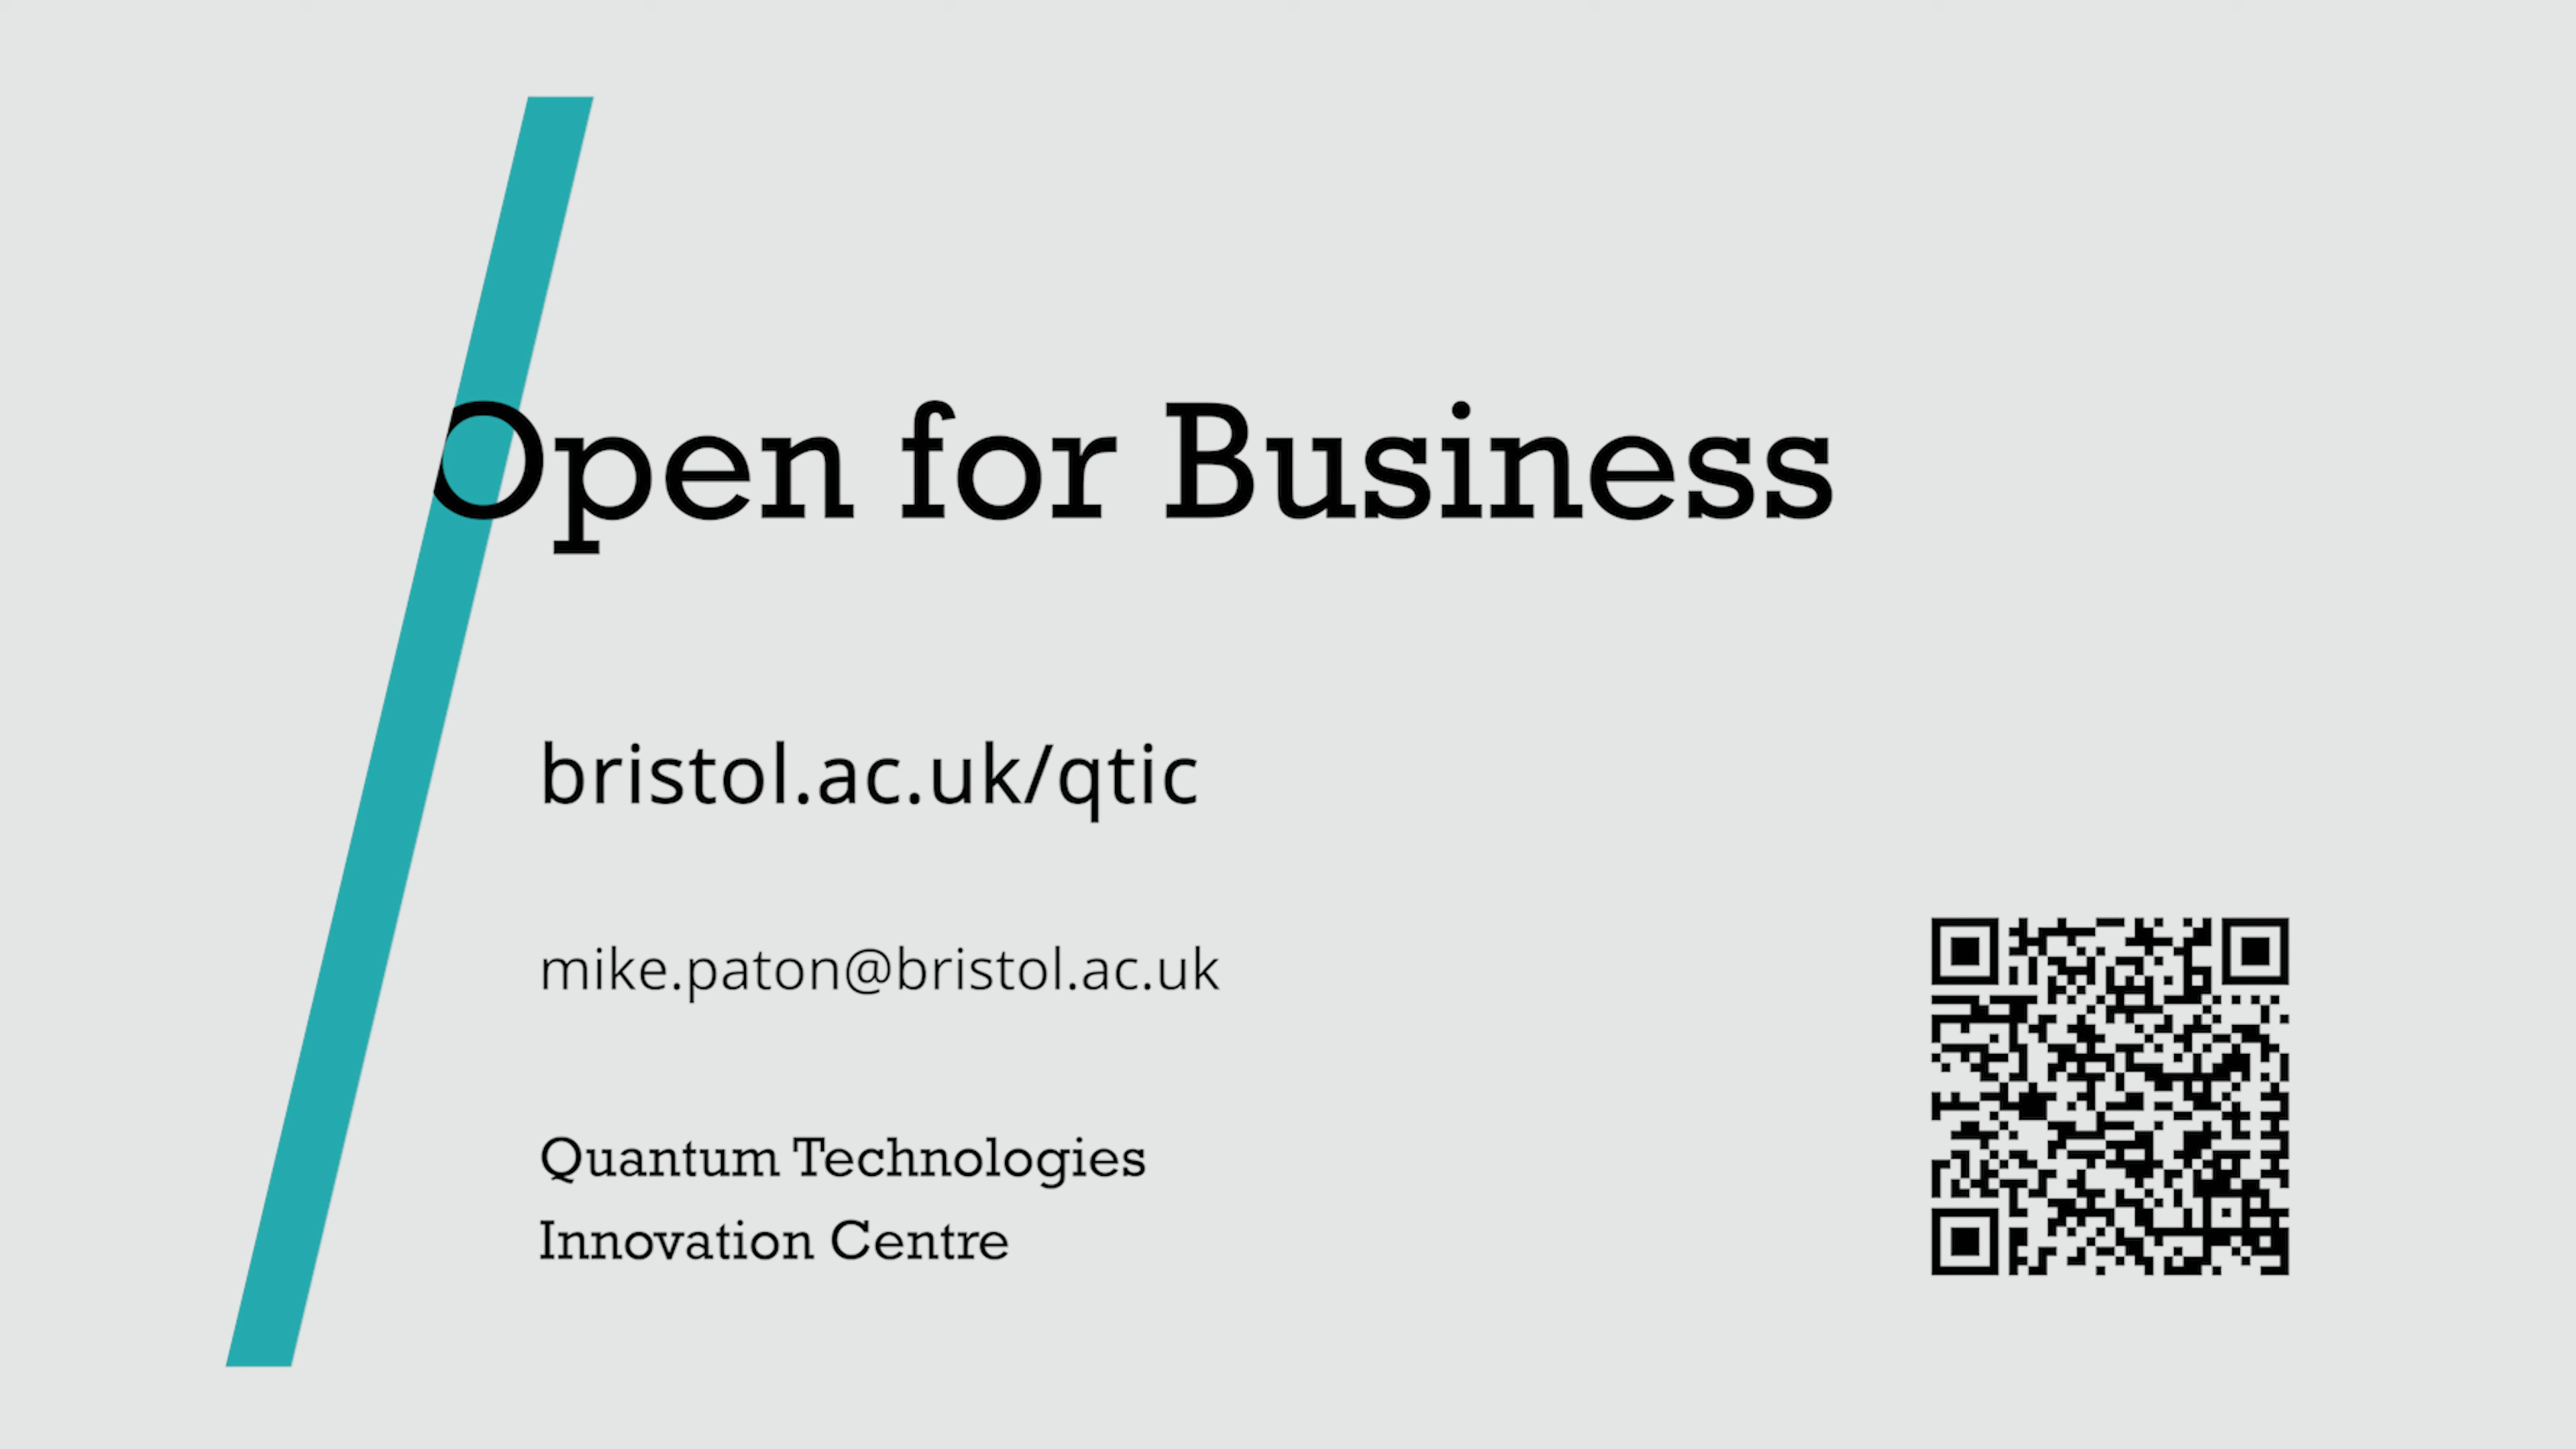 Open for Business
bristol.ac.uk/qtic
mike.paton@bristol.ac.uk
Quantum Technologies
Innovation Centre